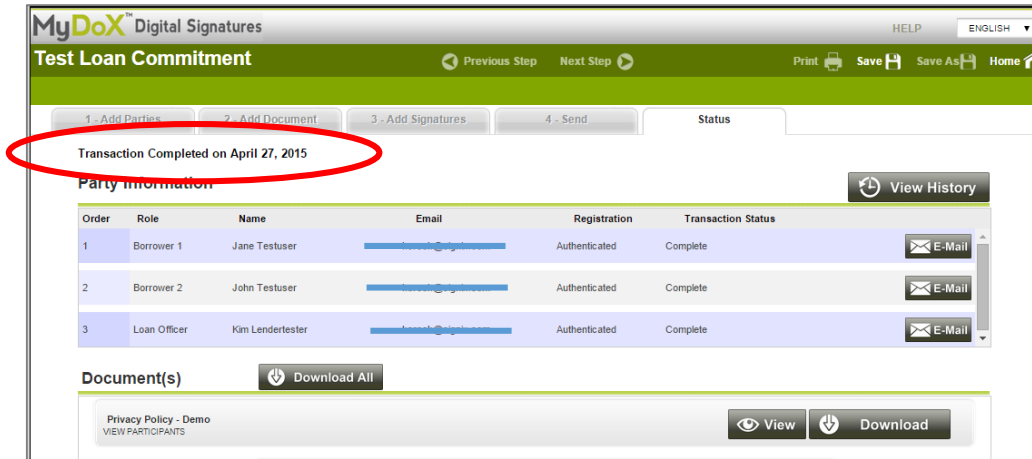 MyDoX™ Digital Signatures
HELP ENGLISH
Test Loan Commitment Previous Step Next Step Print Save Save As Home
1 - Add Parties 2 - Add Document 3 - Add Signatures 4 - Send Status
Transaction Completed on April 27, 2015
Party Information
View History
Order Role Name Email Registration Transaction Status
1 Borrower 1 Jane Testuser Authenticated Complete E-Mail
2 Borrower 2 John Testuser Authenticated Complete E-Mail
3 Loan Officer Kim Lendertester Authenticated Complete E-Mail
Document(s) Download All
Privacy Policy - Demo
VIEW PARTICIPANTS
View Download